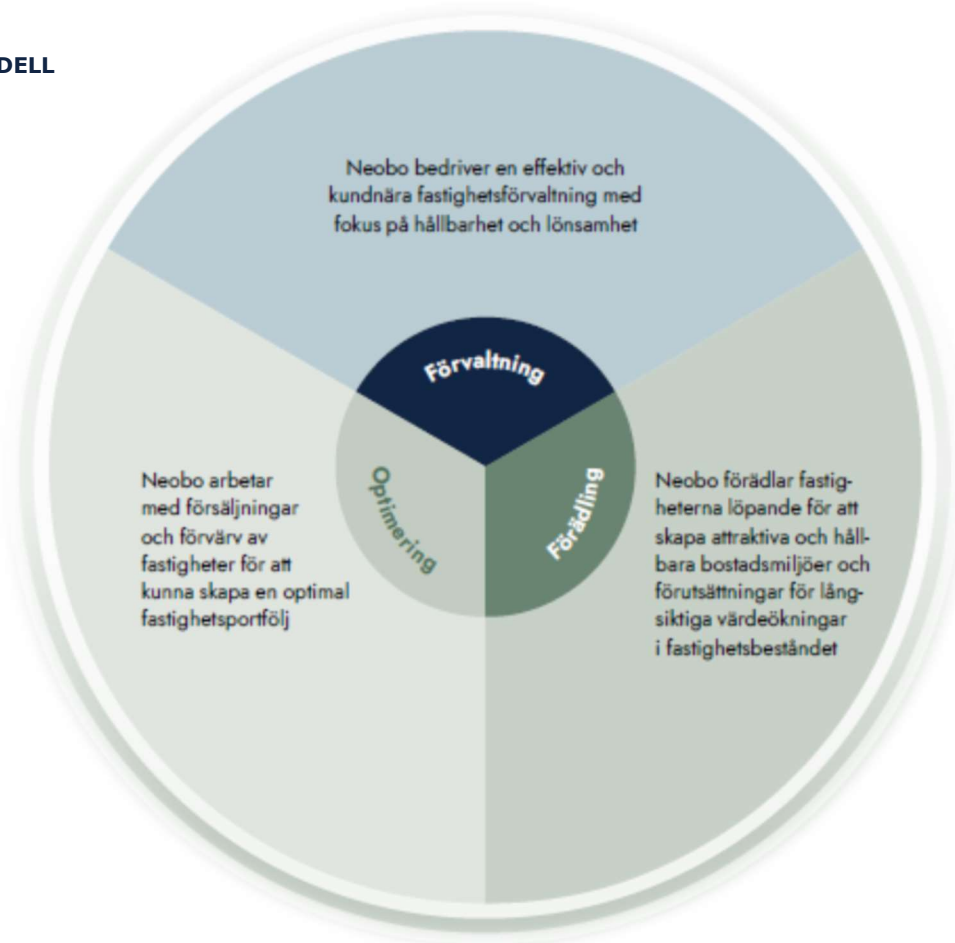 DELL
Neobo bedriver en effektiv och
kundnära fastighetsförvaltning med
fokus på hållbarhet och lönsamhet
Förvaltning
Optimering
Förädling
Neobo arbetar
med försäljningar
och förvärv av
fastigheter för att
kunna skapa en optimal
fastighetsportfölj
Neobo förädlar fastig-
heterna löpande för att
skapa attraktiva och håll-
bara bostadsmiljöer och
förutsättningar för lång-
siktiga värdeökningar
i fastighetsbeståndet